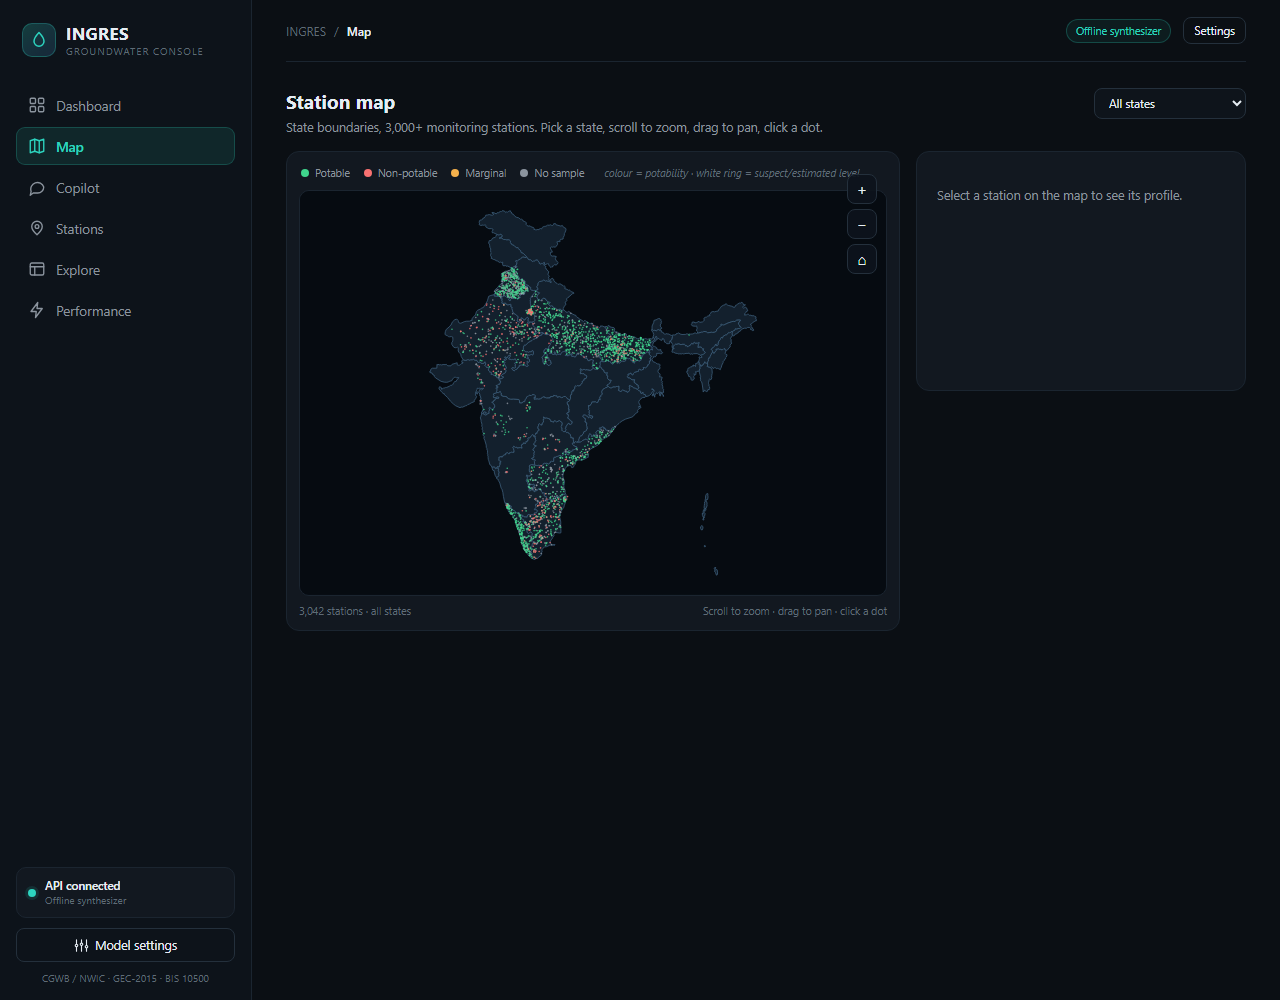 INGRES
GROUNDWATER CONSOLE
Dashboard
Map
Copilot
Stations
Explore
Performance
API connected
Offline synthesizer
Model settings
CGWB / NWIC · GEC-2015 · BIS 10500
INGRES / Map
Offline synthesizer
Settings
Station map
State boundaries, 3,000+ monitoring stations. Pick a state, scroll to zoom, drag to pan, click a dot.
All states
Potable Non-potable Marginal No sample colour = potability · white ring = suspect/estimated level
+
−
⌂
3,042 stations · all states
Scroll to zoom · drag to pan · click a dot
Select a station on the map to see its profile.